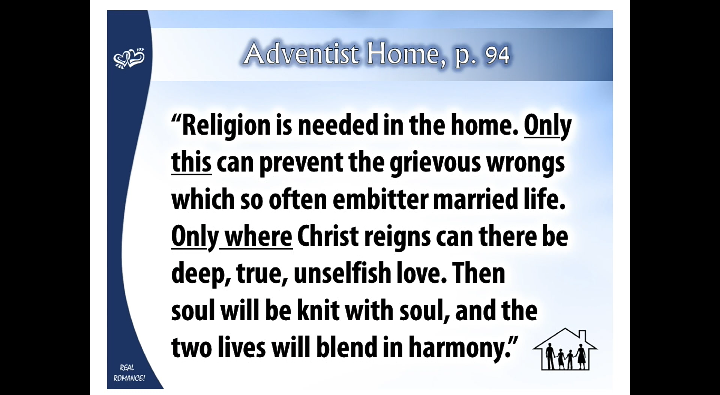 Adventist Home, p. 94
“Religion is needed in the home. Only
this can prevent the grievous wrongs
which so often embitter married life.
Only where Christ reigns can there be
deep, true, unselfish love. Then
soul will be knit with soul, and the
two lives will blend in harmony.”
REAL
ROMANCE!